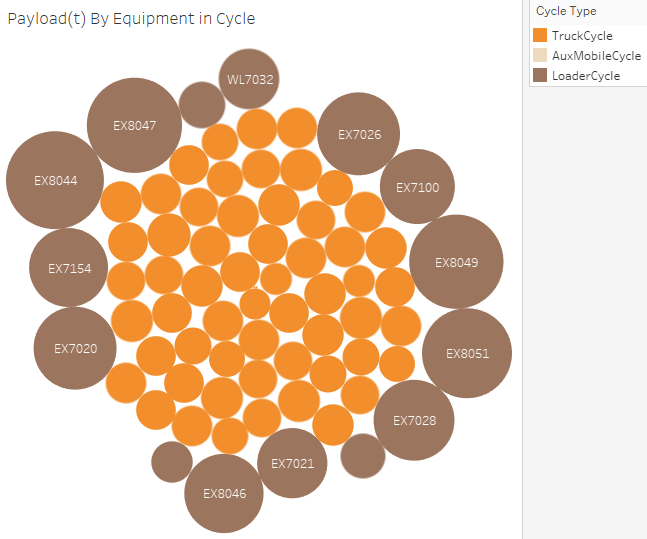 Payload(t) By Equipment in Cycle
Cycle Type
TruckCycle
AuxMobileCycle
LoaderCycle
WL7032
EX8047
EX7026
EX8044
EX7100
EX7154
EX8049
EX7020
EX8051
EX7028
EX7021
EX8046